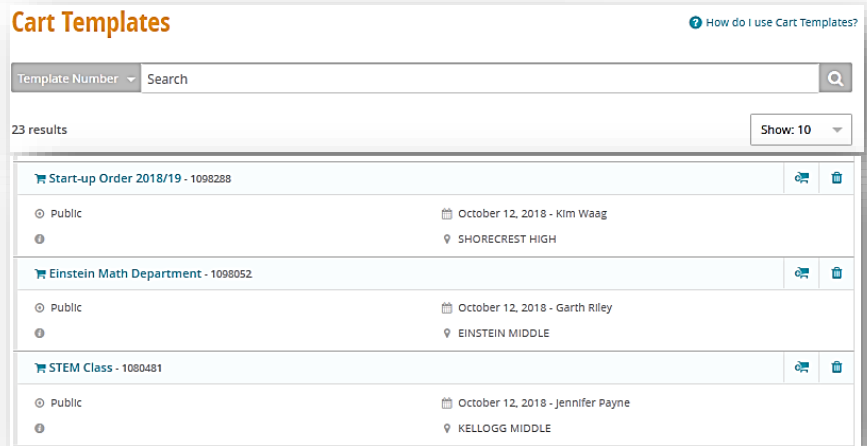 Cart Templates
How do I use Cart Templates?
Template Number Search
23 results
Show: 10
Start-up Order 2018/19 - 1098288
Public
October 12, 2018 - Kim Waag
SHORECREST HIGH
Einstein Math Department - 1098052
Public
October 12, 2018 - Garth Riley
EINSTEIN MIDDLE
STEM Class - 1080481
Public
October 12, 2018 - Jennifer Payne
KELLOGG MIDDLE